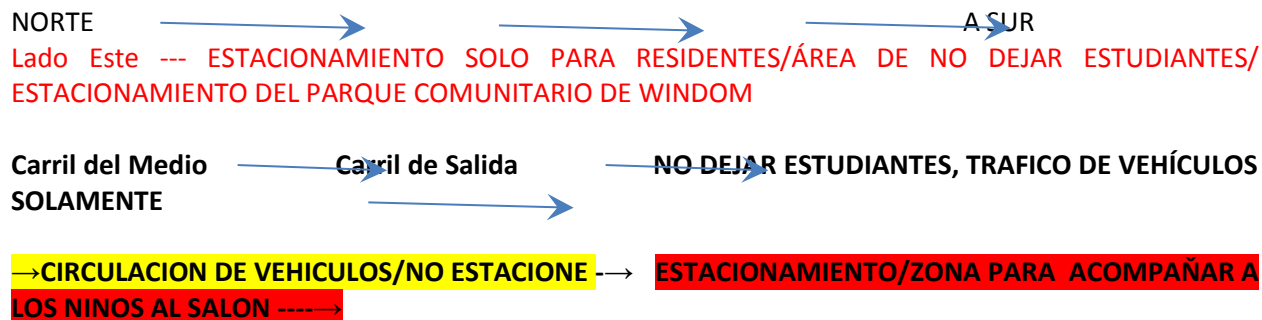 NORTE A SUR
Lado Este --- ESTACIONAMIENTO SOLO PARA RESIDENTES/ÁREA DE NO DEJAR ESTUDIANTES/
ESTACIONAMIENTO DEL PARQUE COMUNITARIO DE WINDOM
Carril del Medio Carril de Salida NO DEJAR ESTUDIANTES, TRAFICO DE VEHÍCULOS
SOLAMENTE
→CIRCULACION DE VEHICULOS/NO ESTACIONE -→ ESTACIONAMIENTO/ZONA PARA ACOMPAÑAR A
LOS NINOS AL SALON ----→